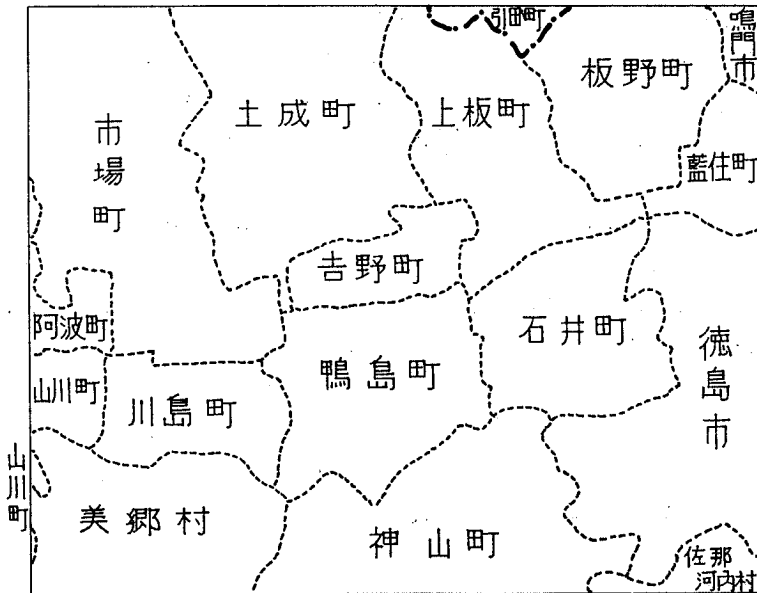 引田町
鳴門市
板野町
土成町
上板町
市場町
藍住町
吉野町
阿波町
石井町
徳島市
鴨島町
山川町
川島町
山川町
美郷村
神山町
佐那
河内村